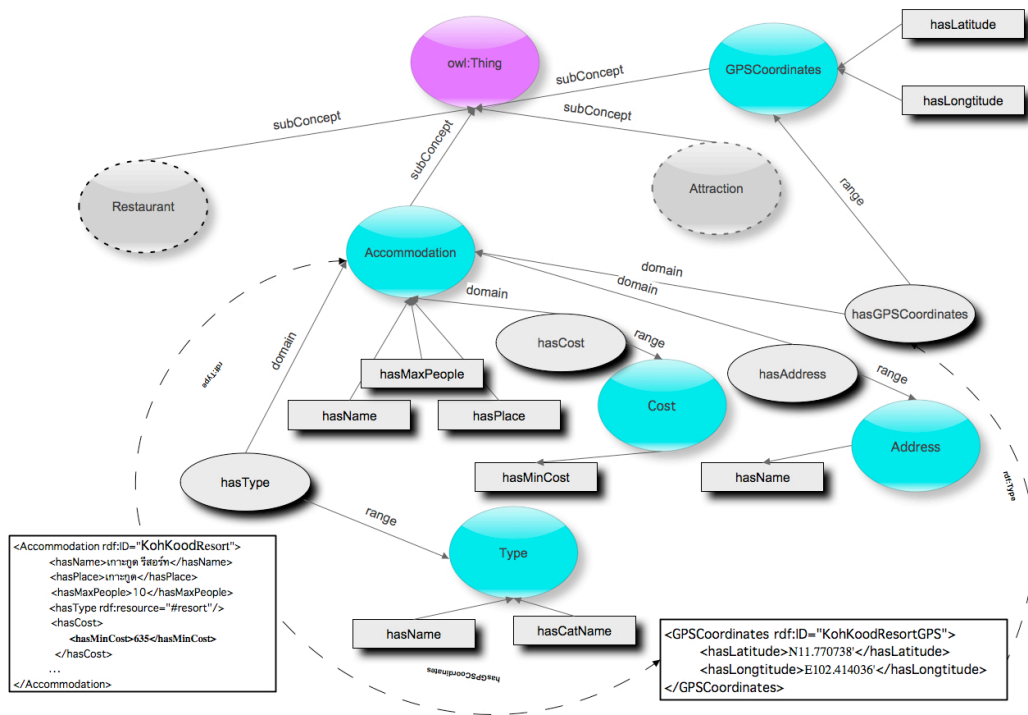 hasLatitude
owl:Thing
GPSCoordinates
subConcept
hasLongtitude
subConcept
subConcept
subConcept
range
Restaurant
Attraction
Accommodation
domain
domain
domain
hasGPSCoordinates
hasCost
range
domain
rdf:Type
hasMaxPeople
hasAddress
range
hasName
hasPlace
Cost
Address
hasType
hasMinCost
hasName
rdf:Type
range
Type
<Accommodation rdf:ID="KohKoodResort">
<hasName>เกาะกูด รีสอร์ท</hasName>
<hasPlace>เกาะกูด</hasPlace>
<hasMaxPeople>10</hasMaxPeople>
<hasType rdf:resource="#resort"/>
<hasCost>
<hasMinCost>635</hasMinCost>
</hasCost>
...
</Accommodation>
hasName
hasCatName
hasGPSCoordinates
<GPSCoordinates rdf:ID="KohKoodResortGPS">
<hasLatitude>N11.770738'</hasLatitude>
<hasLongtitude>E102.414036'</hasLongtitude>
</GPSCoordinates>